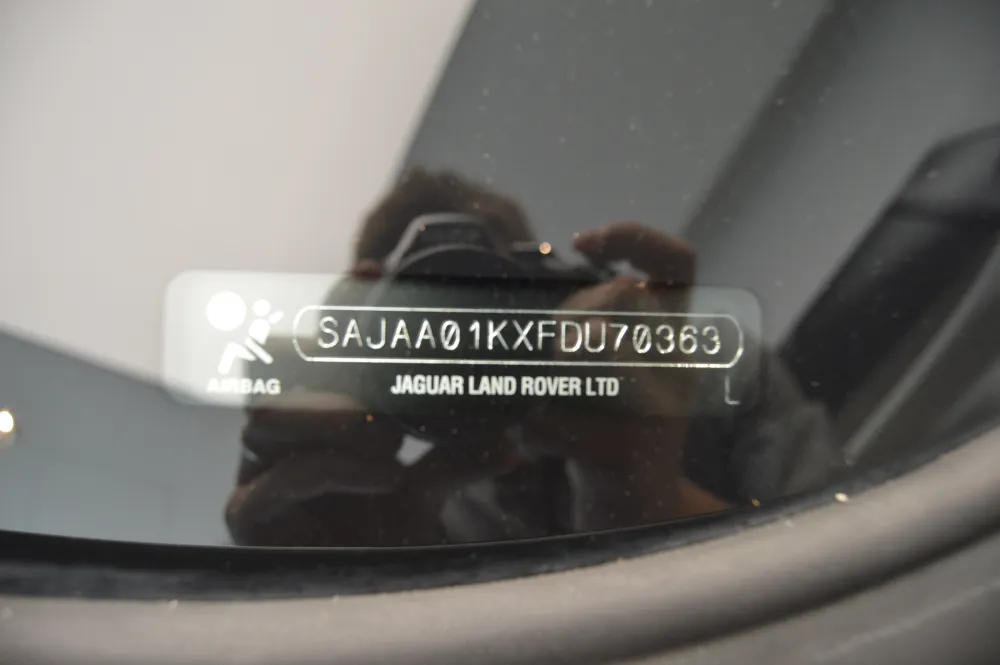 SAJAA01KXFDU70363
AIRBAG
JAGUAR LAND ROVER LTD
L